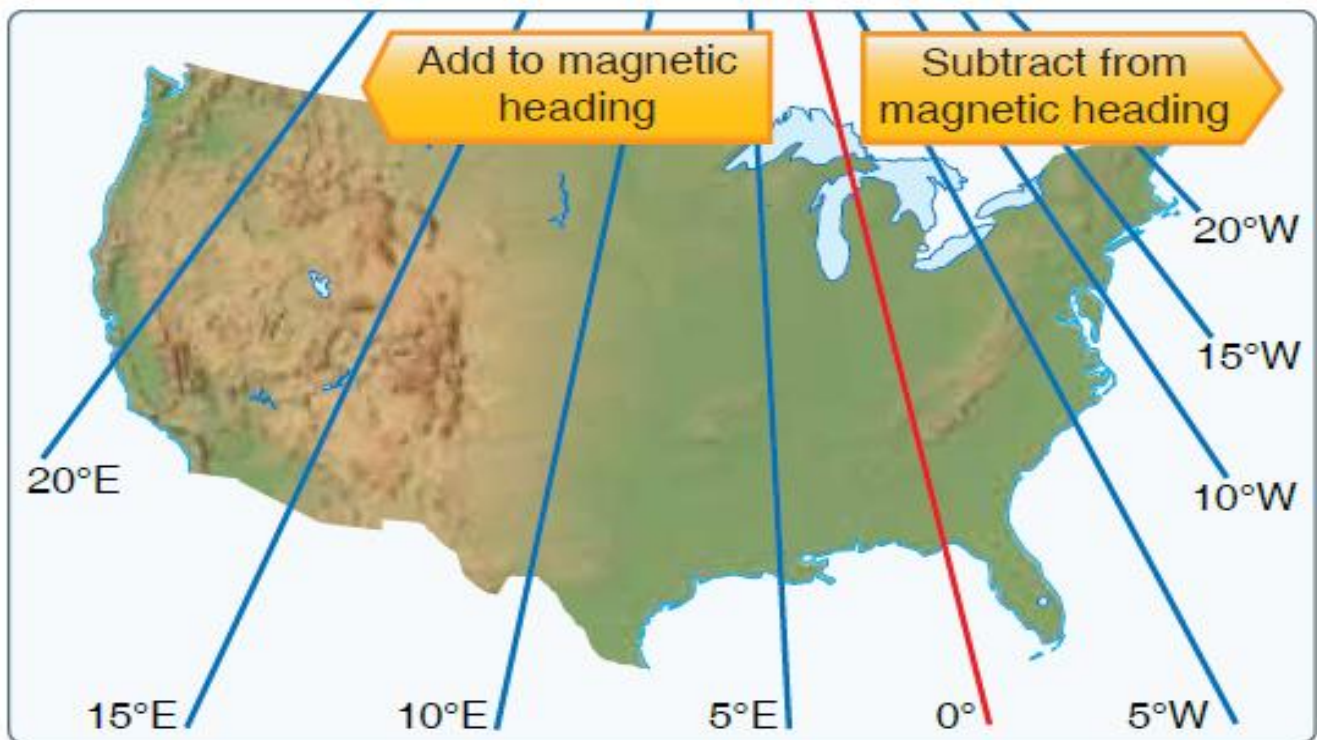 Add to magnetic
heading
Subtract from
magnetic heading
20°W
15°W
20°E
10°W
15°E
10°E
5°E
0°
5°W